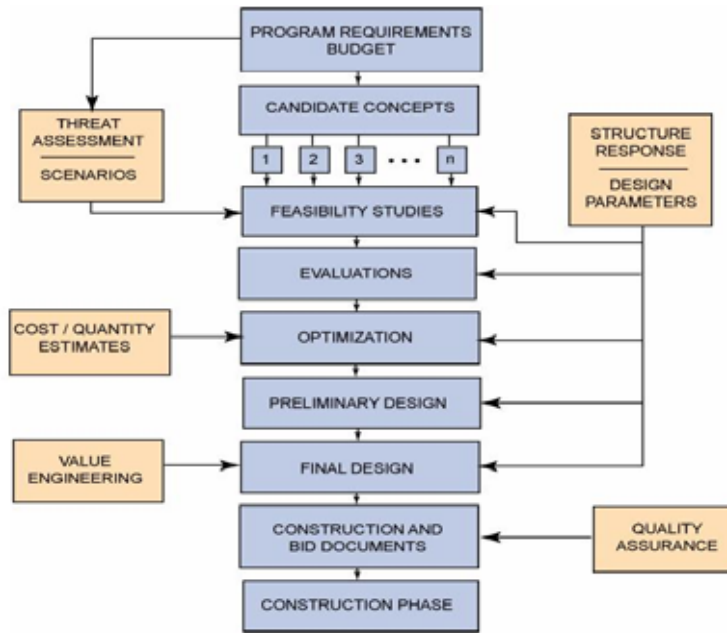 PROGRAM REQUIREMENTS
BUDGET
CANDIDATE CONCEPTS
THREAT
ASSESSMENT
SCENARIOS
STRUCTURE
RESPONSE
DESIGN
PARAMETERS
1
2
3
• • •
n
FEASIBILITY STUDIES
EVALUATIONS
COST / QUANTITY
ESTIMATES
OPTIMIZATION
PRELIMINARY DESIGN
VALUE
ENGINEERING
FINAL DESIGN
CONSTRUCTION AND
BID DOCUMENTS
QUALITY
ASSURANCE
CONSTRUCTION PHASE